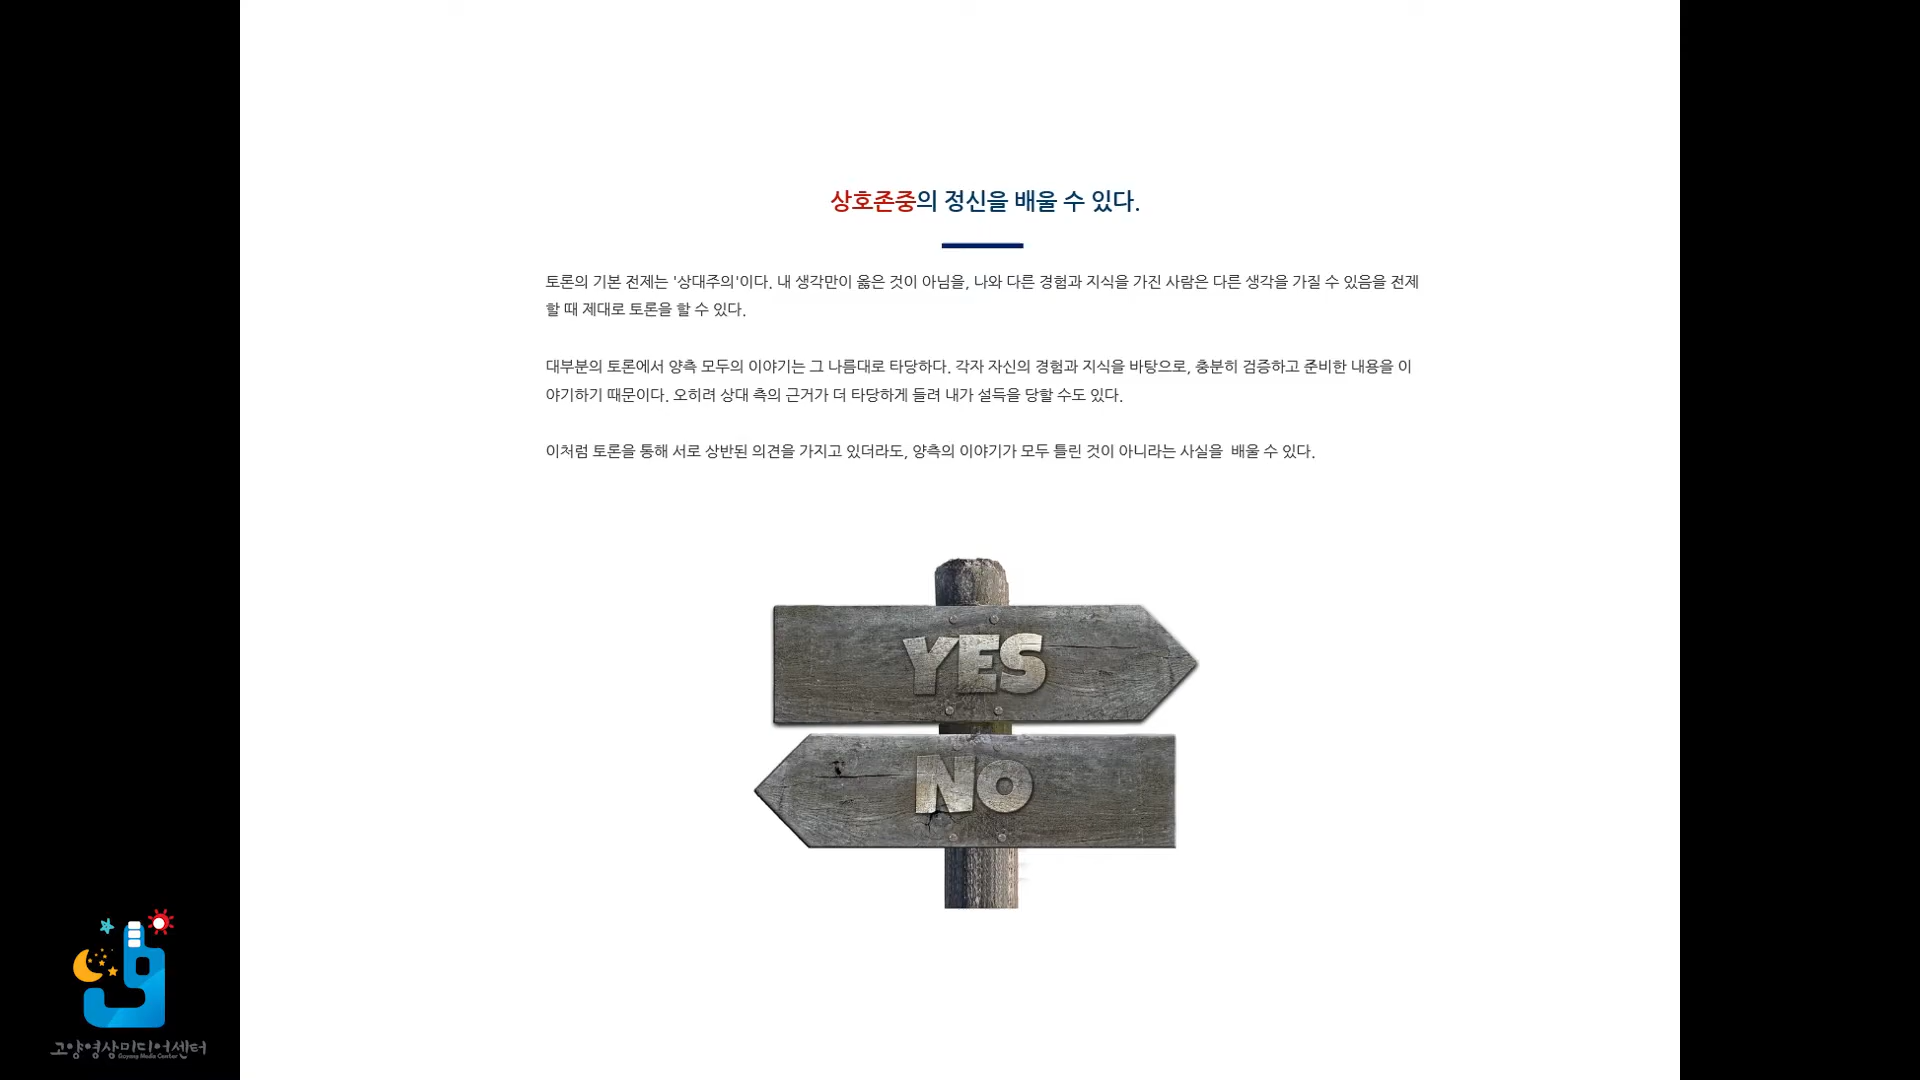 상호존중의 정신을 배울 수 있다.
토론의 기본 전제는 '상대주의'이다. 내 생각만이 옳은 것이 아님을, 나와 다른 경험과 지식을 가진 사람은 다른 생각을 가질 수 있음을 전제
할 때 제대로 토론을 할 수 있다.
대부분의 토론에서 양측 모두의 이야기는 그 나름대로 타당하다. 각자 자신의 경험과 지식을 바탕으로, 충분히 검증하고 준비한 내용을 이
야기하기 때문이다. 오히려 상대 측의 근거가 더 타당하게 들려 내가 설득을 당할 수도 있다.
이처럼 토론을 통해 서로 상반된 의견을 가지고 있더라도, 양측의 이야기가 모두 틀린 것이 아니라는 사실을  배울 수 있다.
YES
NO
고양영상미디어센터
Goyang Media Center